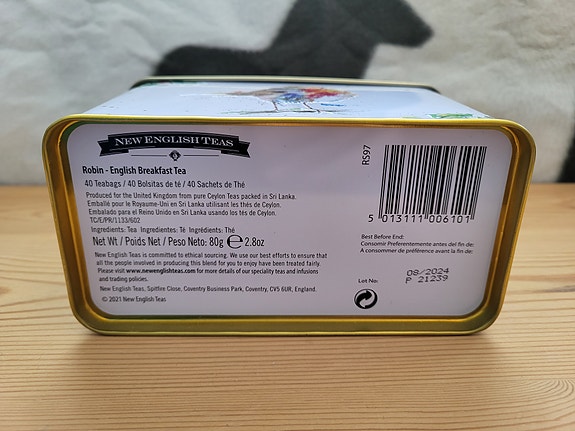 NEW ENGLISH TEAS
Robin - English Breakfast Tea
40 Teabags / 40 Bolsitas de té / 40 Sachets de Thé
Produced for the United Kingdom from pure Ceylon Teas packed in Sri Lanka.
Emballé pour le Royaume-Uni en Sri Lanka utilisant les thés de Ceylon.
Embalado para el Reino Unido en Sri Lanka usando los tés de Ceylon.
TC/E/PR/1133/602
Ingredients: Tea Ingredientes: Té Ingrédients: Thé
Net Wt / Poids Net / Peso Neto: 80g ℮ 2.8oz
New English Teas is committed to ethical sourcing. We use our best efforts to ensure that
all the people involved in producing this blend for you to enjoy have been treated fairly.
Please visit www.newenglishteas.com for more details of our speciality teas and infusions
and trading policies.
New English Teas, Spitfire Close, Coventry Business Park, Coventry, CV5 6UR, England.
© 2021 New English Teas
RS97
5 013111 006101
Best Before End:
Consumir Preferentemente antes del fin de:
A consommer de préférence avant la fin de:
08/2024
Lot No: P 21239